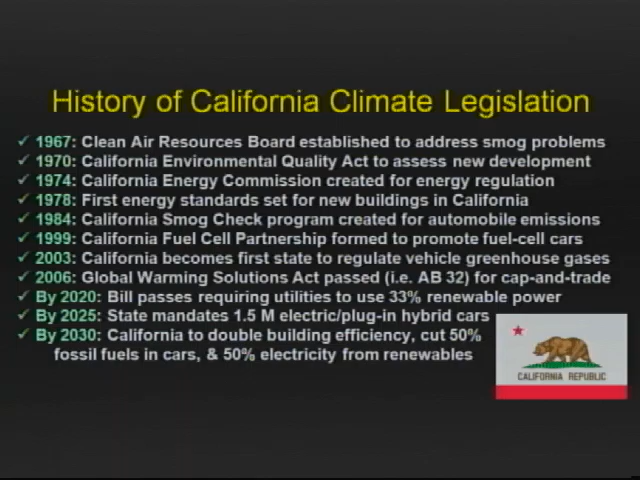 History of California Climate Legislation
✓ 1967: Clean Air Resources Board established to address smog problems
✓ 1970: California Environmental Quality Act to assess new development
✓ 1974: California Energy Commission created for energy regulation
✓ 1978: First energy standards set for new buildings in California
✓ 1984: California Smog Check program created for automobile emissions
✓ 1999: California Fuel Cell Partnership formed to promote fuel-cell cars
✓ 2003: California becomes first state to regulate vehicle greenhouse gases
✓ 2006: Global Warming Solutions Act passed (i.e. AB 32) for cap-and-trade
✓ By 2020: Bill passes requiring utilities to use 33% renewable power
✓ By 2025: State mandates 1.5 M electric/plug-in hybrid cars
✓ By 2030: California to double building efficiency, cut 50%
fossil fuels in cars, & 50% electricity from renewables
CALIFORNIA REPUBLIC